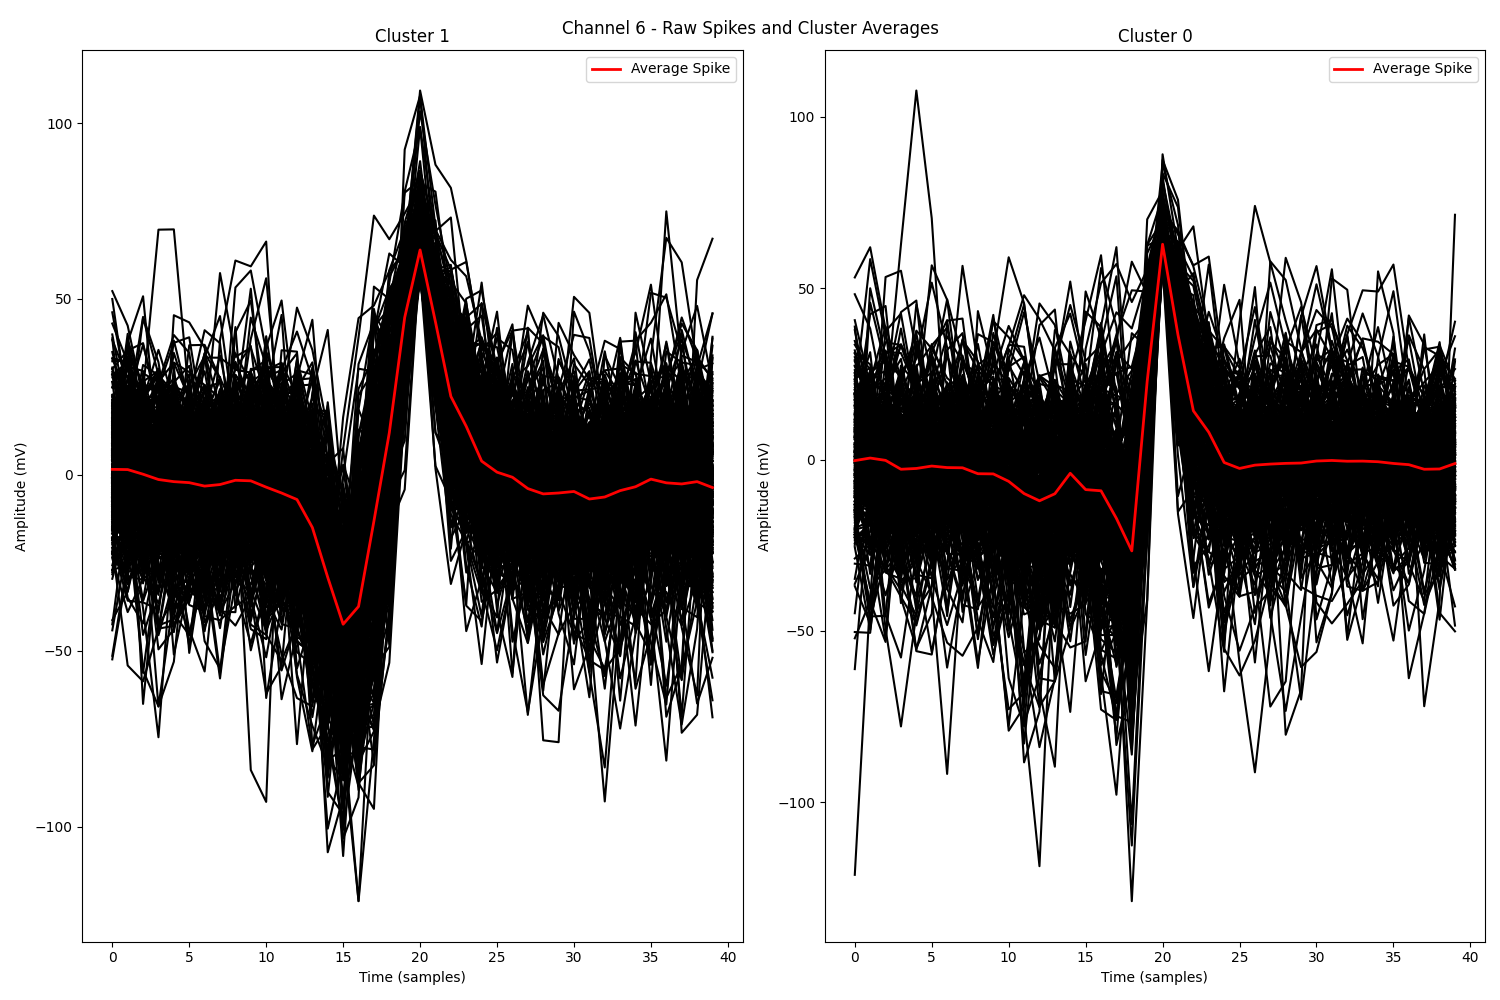 Channel 6 - Raw Spikes and Cluster Averages
Cluster 1
Average Spike
Amplitude (mV)
100
50
0
−50
−100
0 5 10 15 20 25 30 35 40
Time (samples)
Cluster 0
Average Spike
Amplitude (mV)
100
50
0
−50
−100
0 5 10 15 20 25 30 35 40
Time (samples)